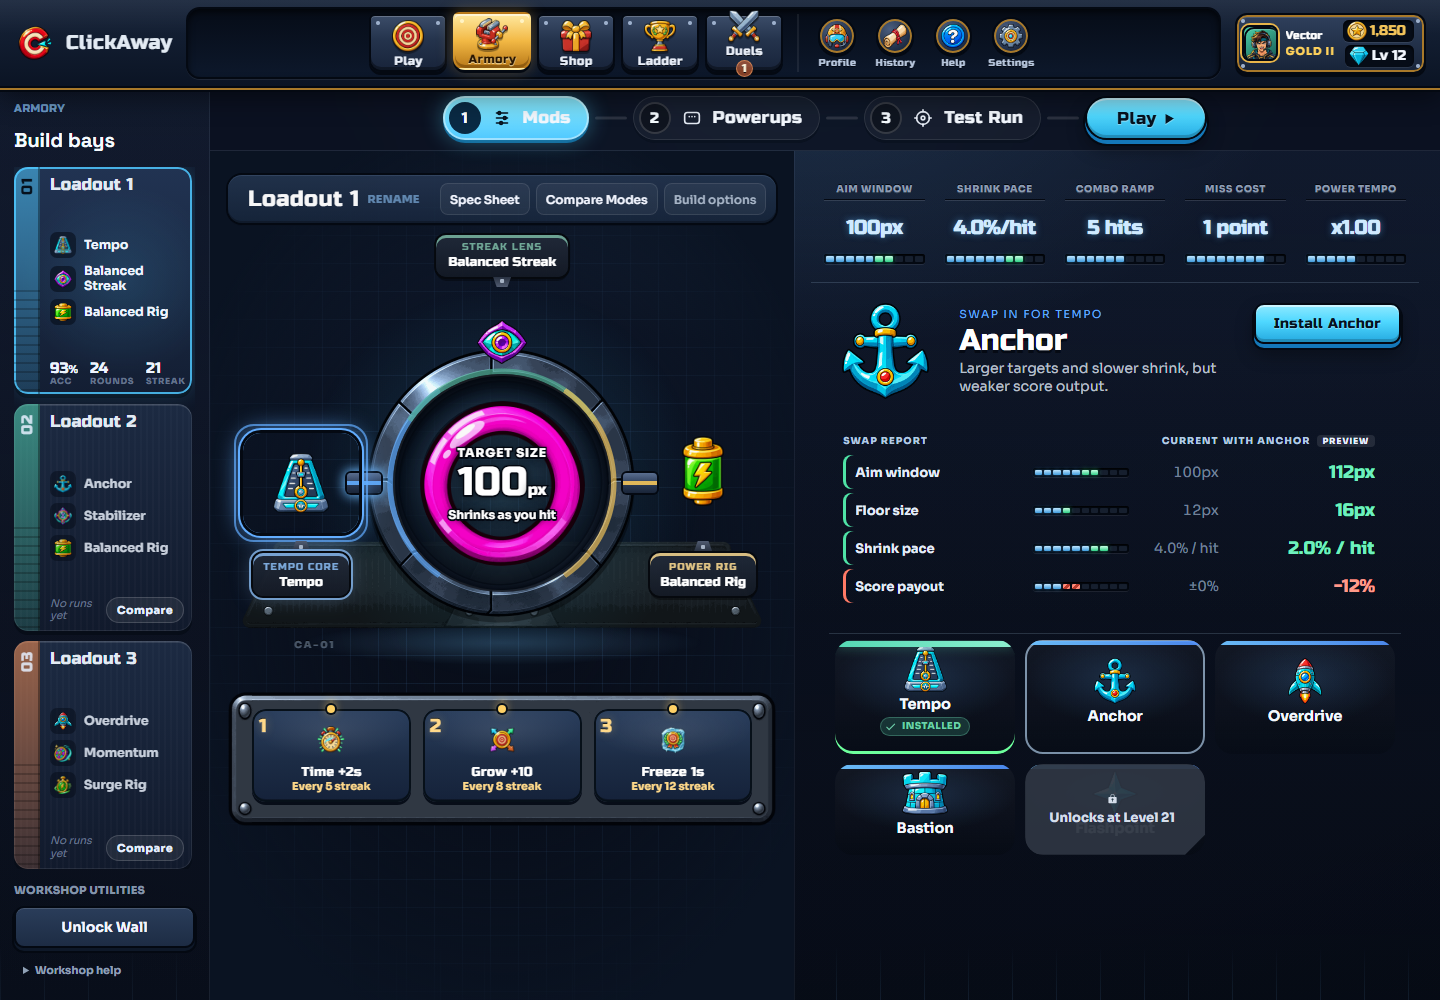 ClickAway
Play
Armory
Shop
Ladder
Duels
1
Profile
History
Help
Settings
Vector
GOLD II
1,850
Lv 12
ARMORY
Build bays
1 Mods
2 Powerups
3 Test Run
Play
01
Loadout 1
Tempo
Balanced
Streak
Balanced Rig
93% 24 21
ACC ROUNDS STREAK
02
Loadout 2
Anchor
Stabilizer
Balanced Rig
No runs
yet
Compare
03
Loadout 3
Overdrive
Momentum
Surge Rig
No runs
yet
Compare
WORKSHOP UTILITIES
Unlock Wall
Workshop help
Loadout 1 RENAME
Spec Sheet
Compare Modes
Build options
STREAK LENS
Balanced Streak
TARGET SIZE
100px
Shrinks as you hit
TEMPO CORE
Tempo
POWER RIG
Balanced Rig
CA-01
1
Time +2s
Every 5 streak
2
Grow +10
Every 8 streak
3
Freeze 1s
Every 12 streak
AIM WINDOW
100px
SHRINK PACE
4.0%/hit
COMBO RAMP
5 hits
MISS COST
1 point
POWER TEMPO
x1.00
SWAP IN FOR TEMPO
Anchor
Larger targets and slower shrink, but
weaker score output.
Install Anchor
SWAP REPORT CURRENT WITH ANCHOR PREVIEW
Aim window 100px 112px
Floor size 12px 16px
Shrink pace 4.0% / hit 2.0% / hit
Score payout ±0% -12%
Tempo
INSTALLED
Anchor
Overdrive
Bastion
Unlocks at Level 21
Flashpoint